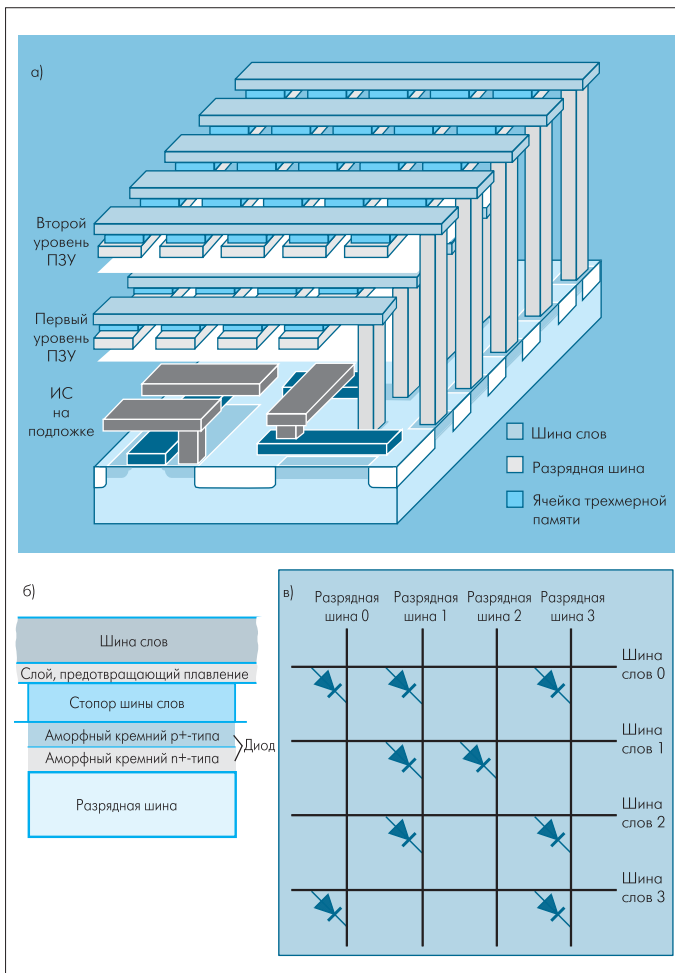 а)
Второй
уровень
ПЗУ
Первый
уровень
ПЗУ
ИС
на
подложке
Шина слов
Разрядная шина
Ячейка трехмерной
памяти
б)
Шина слов
Слой, предотвращающий плавление
Стопор шины слов
Аморфный кремний p+-типа
Аморфный кремний n+-типа
Диод
Разрядная шина
в)
Разрядная
шина 0
Разрядная
шина 1
Разрядная
шина 2
Разрядная
шина 3
Шина
слов 0
Шина
слов 1
Шина
слов 2
Шина
слов 3